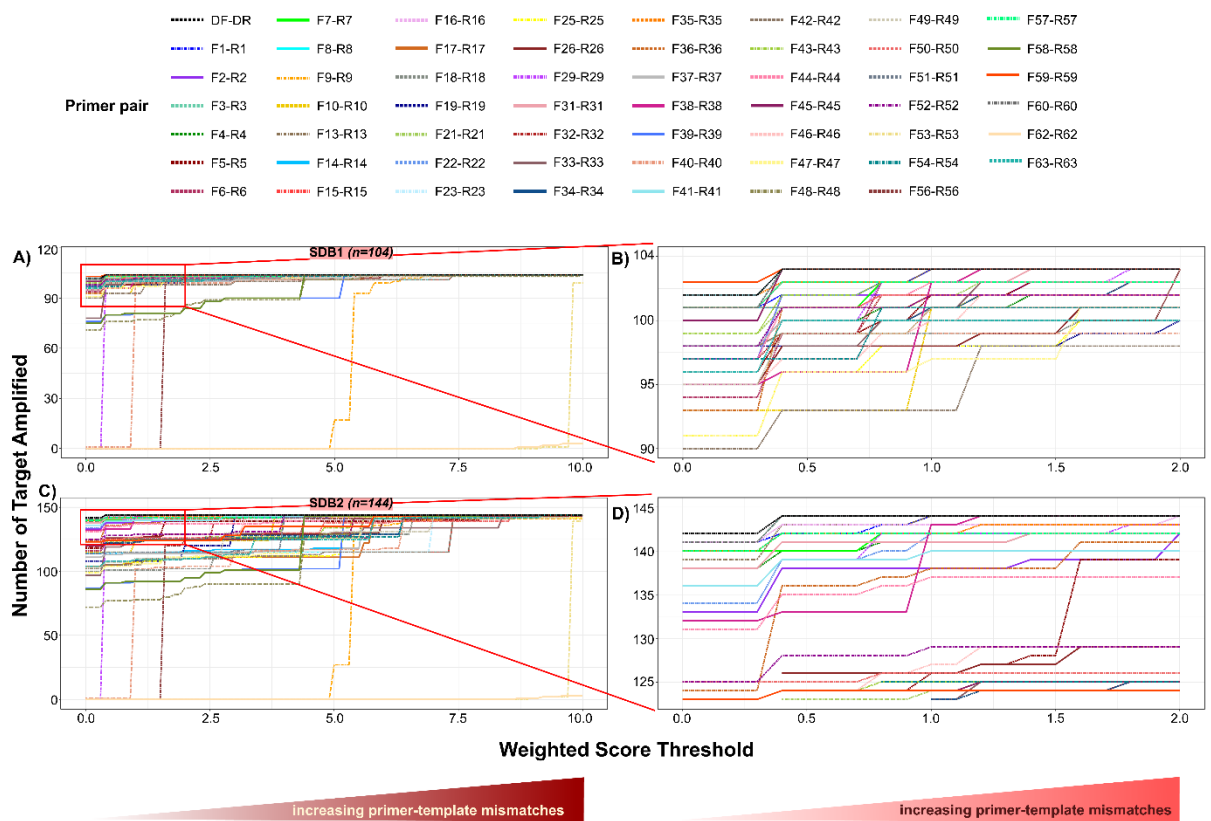 DF-DR F7-R7 F16-R16 F25-R25 F35-R35 F42-R42 F49-R49 F57-R57
F1-R1 F8-R8 F17-R17 F26-R26 F36-R36 F43-R43 F50-R50 F58-R58
F2-R2 F9-R9 F18-R18 F29-R29 F37-R37 F44-R44 F51-R51 F59-R59
Primer pair F3-R3 F10-R10 F19-R19 F31-R31 F38-R38 F45-R45 F52-R52 F60-R60
F4-R4 F13-R13 F21-R21 F32-R32 F39-R39 F46-R46 F53-R53 F62-R62
F5-R5 F14-R14 F22-R22 F33-R33 F40-R40 F47-R47 F54-R54 F63-R63
F6-R6 F15-R15 F23-R23 F34-R34 F41-R41 F48-R48 F56-R56
A) SDB1 (n=104)
120
90
60
30
0
0.0 2.5 5.0 7.5 10.0
B)
104
100
95
90
0.0 0.5 1.0 1.5 2.0
Number of Target Amplified
C) SDB2 (n=144)
150
100
50
0
0.0 2.5 5.0 7.5 10.0
D)
145
140
135
130
125
0.0 0.5 1.0 1.5 2.0
Weighted Score Threshold
increasing primer-template mismatches
increasing primer-template mismatches